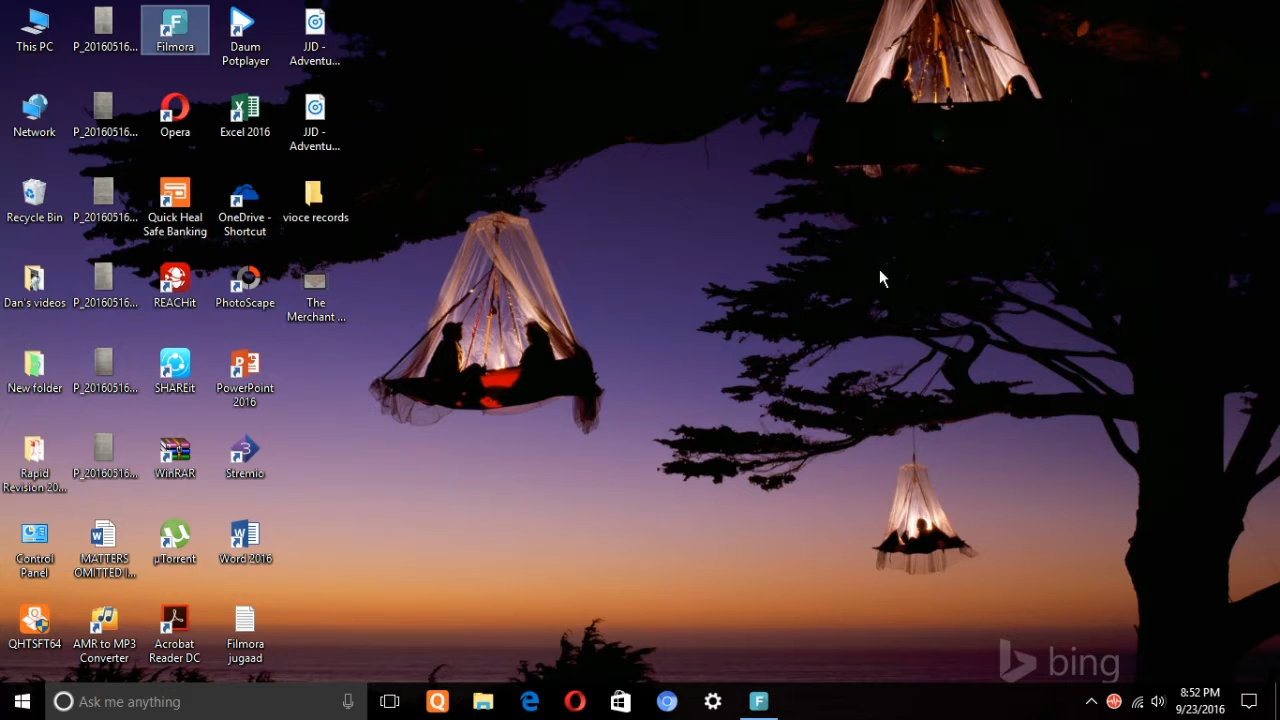 This PC
P_20160516...
Filmora
Daum
Potplayer
JJD -
Adventu...
Network
P_20160516...
Opera
Excel 2016
JJD -
Adventu...
Recycle Bin
P_20160516...
Quick Heal
Safe Banking
OneDrive -
Shortcut
vioce records
Dan's videos
P_20160516...
REACHit
PhotoScape
The
Merchant ...
New folder
P_20160516...
SHAREit
PowerPoint
2016
Rapid
Revision 20...
P_20160516...
WinRAR
Stremio
Control
Panel
MATTERS
OMITTED I...
µTorrent
Word 2016
QHTSFT64
AMR to MP3
Converter
Acrobat
Reader DC
Filmora
jugaad
bing
Ask me anything
8:52 PM
9/23/2016